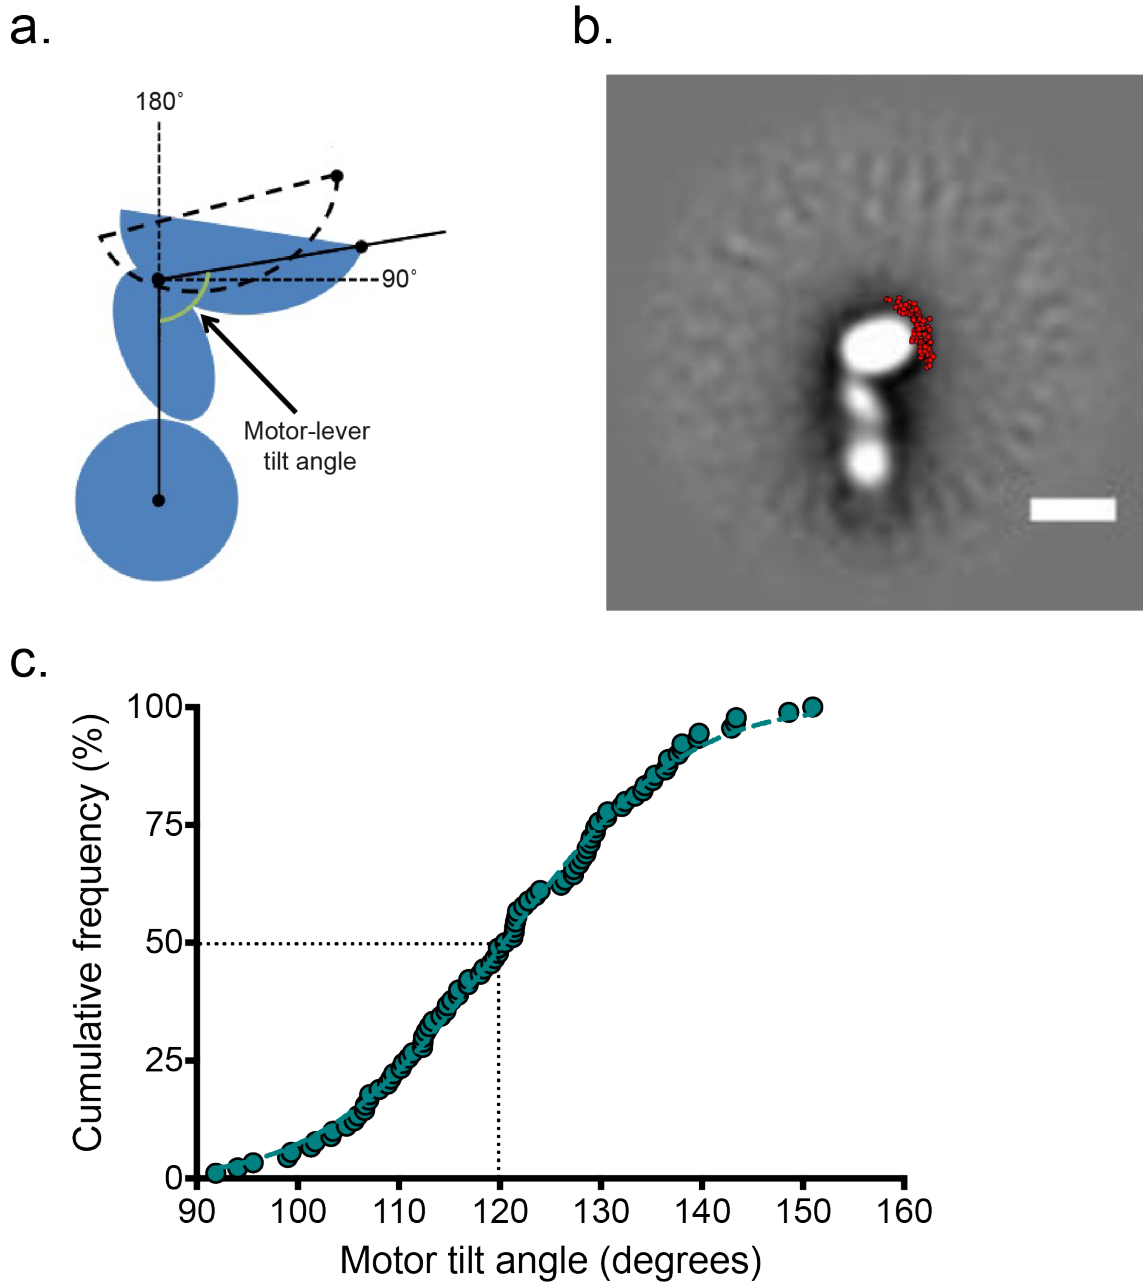 a.
180°
90°
Motor-lever
tilt angle
b.
c.
Cumulative frequency (%)
100
75
50
25
0
90 100 110 120 130 140 150 160
Motor tilt angle (degrees)